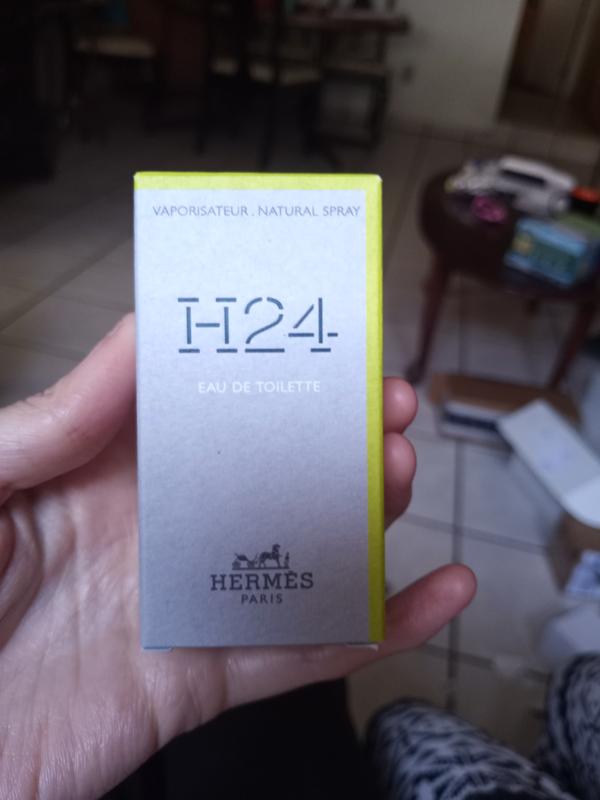 VAPORISATEUR . NATURAL SPRAY
H24
EAU DE TOILETTE
HERMÈS
PARIS